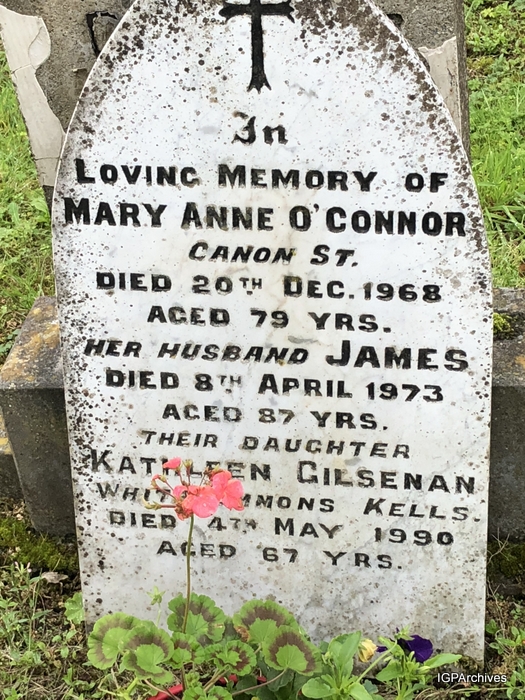 In
LOVING MEMORY OF
MARY ANNE O'CONNOR
CANON ST.
DIED 20TH DEC. 1968
AGED 79 YRS.
HER HUSBAND JAMES
DIED 8TH APRIL 1973
AGED 87 YRS.
THEIR DAUGHTER
KATHLEEN GILSENAN
KELLS.
DIED 4TH MAY 1990
AGED 67 YRS.
IGPArchives